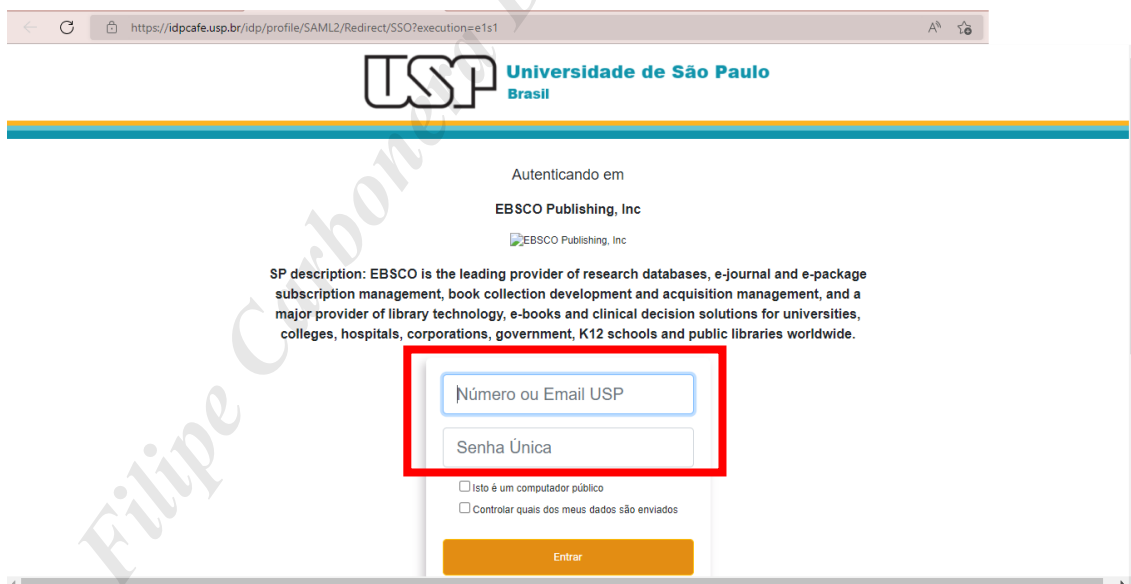 https://idpcafe.usp.br/idp/profile/SAML2/Redirect/SSO?execution=e1s1
USP
Universidade de São Paulo
Brasil
Autenticando em
EBSCO Publishing, Inc
EBSCO Publishing, Inc
SP description: EBSCO is the leading provider of research databases, e-journal and e-package
subscription management, book collection development and acquisition management, and a
major provider of library technology, e-books and clinical decision solutions for universities,
colleges, hospitals, corporations, government, K12 schools and public libraries worldwide.
Número ou Email USP
Senha Única
Isto é um computador público
Controlar quais dos meus dados são enviados
Entrar
Filipe Carbonera